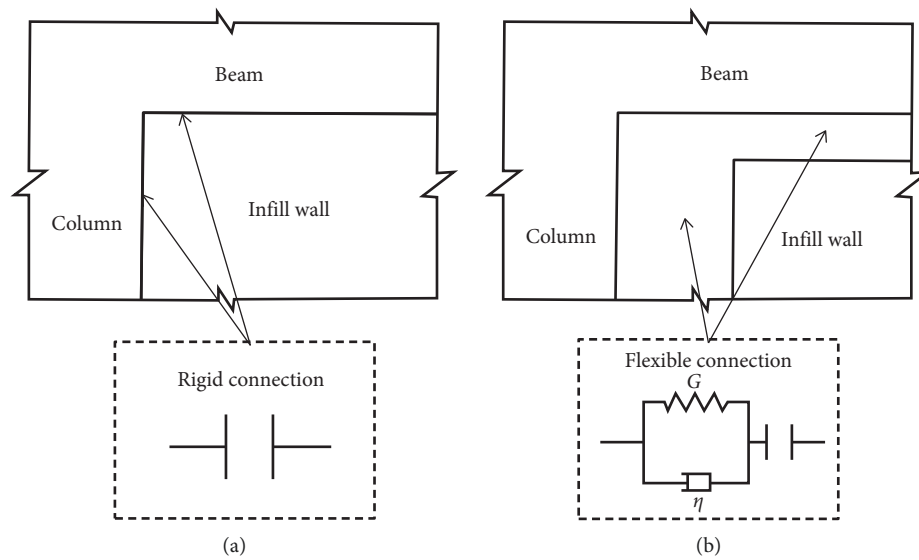 Beam
Infill wall
Column
Rigid connection
(a)
Beam
Column
Infill wall
Flexible connection
G
η
(b)